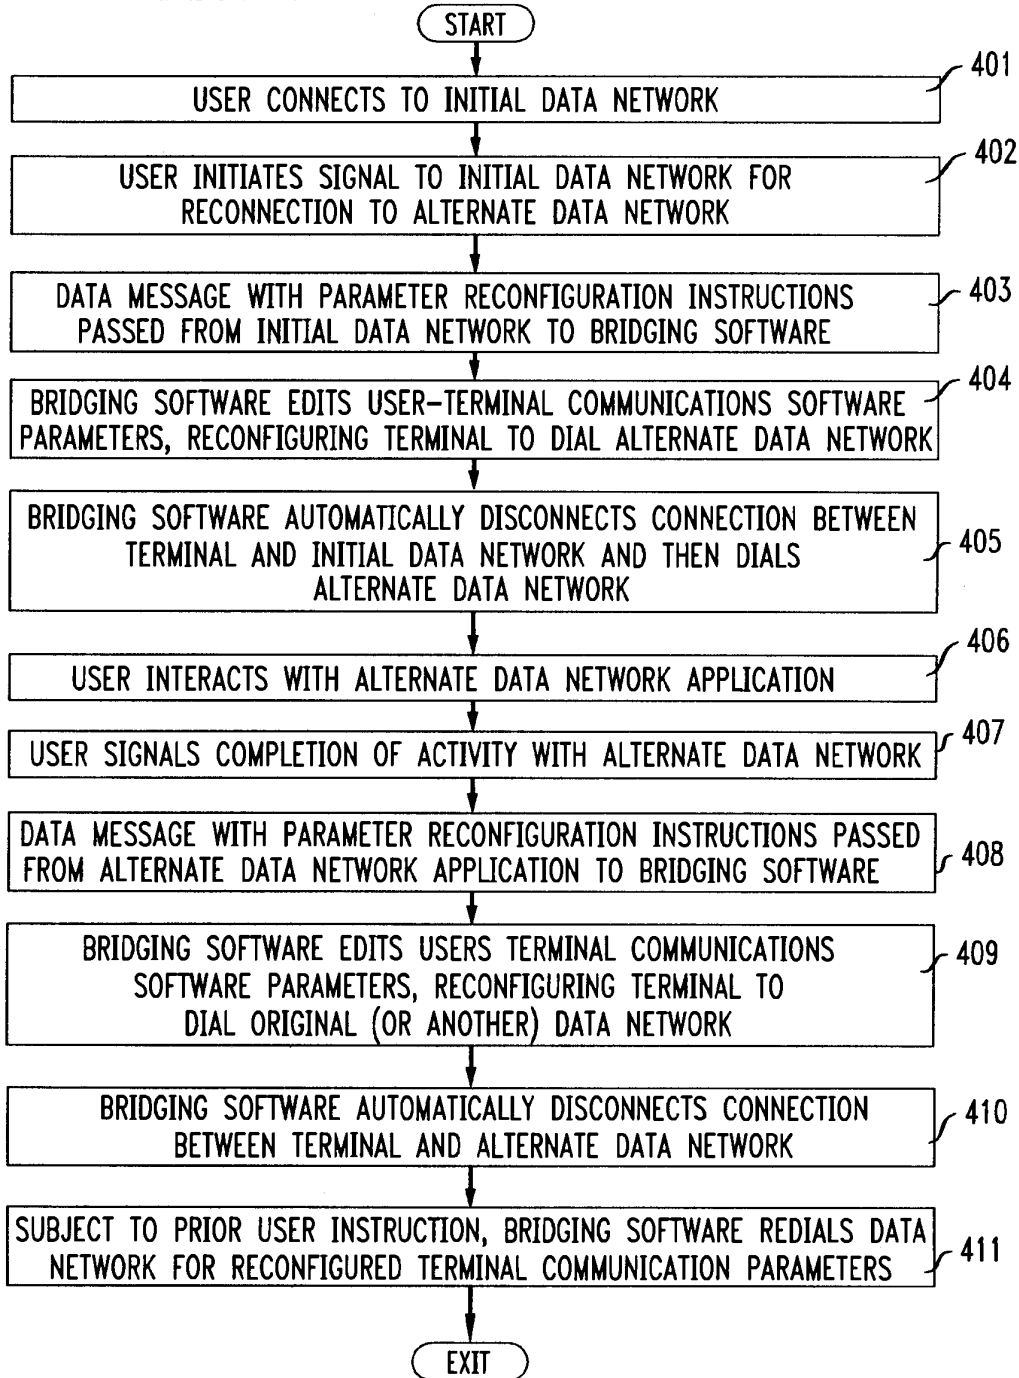 START
401
USER CONNECTS TO INITIAL DATA NETWORK
402
USER INITIATES SIGNAL TO INITIAL DATA NETWORK FOR
RECONNECTION TO ALTERNATE DATA NETWORK
403
DATA MESSAGE WITH PARAMETER RECONFIGURATION INSTRUCTIONS
PASSED FROM INITIAL DATA NETWORK TO BRIDGING SOFTWARE
404
BRIDGING SOFTWARE EDITS USER-TERMINAL COMMUNICATIONS SOFTWARE
PARAMETERS, RECONFIGURING TERMINAL TO DIAL ALTERNATE DATA NETWORK
BRIDGING SOFTWARE AUTOMATICALLY DISCONNECTS CONNECTION BETWEEN
TERMINAL AND INITIAL DATA NETWORK AND THEN DIALS
ALTERNATE DATA NETWORK
405
406
USER INTERACTS WITH ALTERNATE DATA NETWORK APPLICATION
407
USER SIGNALS COMPLETION OF ACTIVITY WITH ALTERNATE DATA NETWORK
DATA MESSAGE WITH PARAMETER RECONFIGURATION INSTRUCTIONS PASSED
FROM ALTERNATE DATA NETWORK APPLICATION TO BRIDGING SOFTWARE
408
BRIDGING SOFTWARE EDITS USERS TERMINAL COMMUNICATIONS
SOFTWARE PARAMETERS, RECONFIGURING TERMINAL TO
DIAL ORIGINAL (OR ANOTHER) DATA NETWORK
409
BRIDGING SOFTWARE AUTOMATICALLY DISCONNECTS CONNECTION
BETWEEN TERMINAL AND ALTERNATE DATA NETWORK
410
SUBJECT TO PRIOR USER INSTRUCTION, BRIDGING SOFTWARE REDIALS DATA
NETWORK FOR RECONFIGURED TERMINAL COMMUNICATION PARAMETERS
411
EXIT